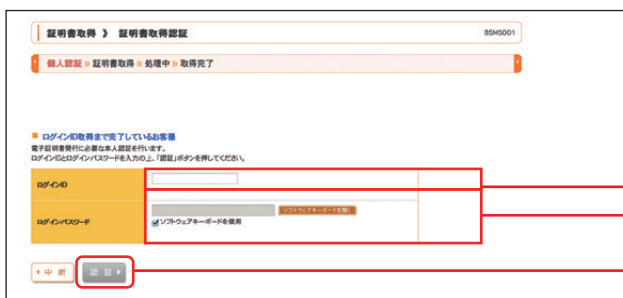 証明書取得 》 証明書取得認証
BSMS001
個人認証 » 証明書取得 » 処理中 » 取得完了
■ ログインID取得まで完了しているお客様
電子証明書発行に必要な本人認証を行います。
ログインIDとログインパスワードを入力の上、「認証」ボタンを押してください。
ログインID
ログインパスワード
ソフトウェアキーボードを開く
ソフトウェアキーボードを使用
中 断
認 証